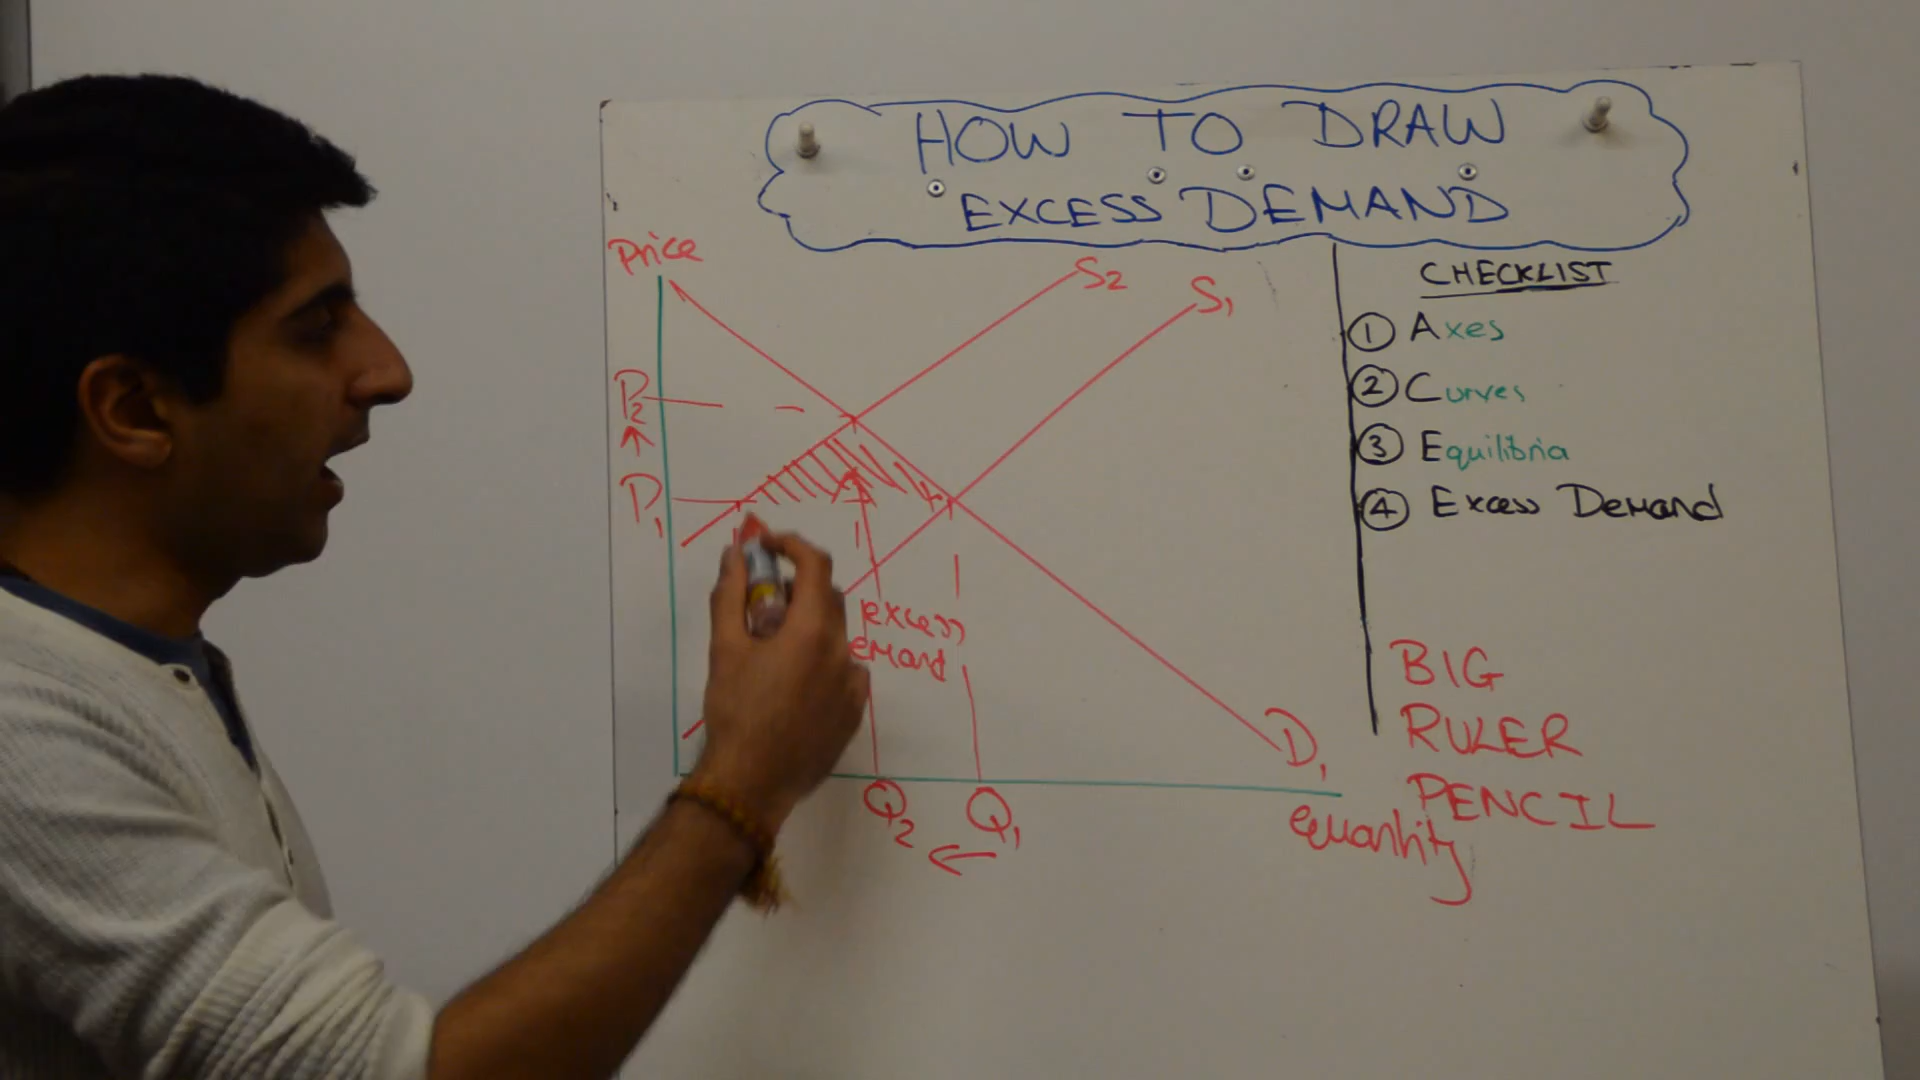 HOW TO DRAW
EXCESS DEMAND
Price
S2
S1
P2
P1
excess
emand
D1
Q2
Q1
Quantity
CHECKLIST
1 Axes
2 Curves
3 Equilibria
4 Excess Demand
BIG
RULER
PENCIL